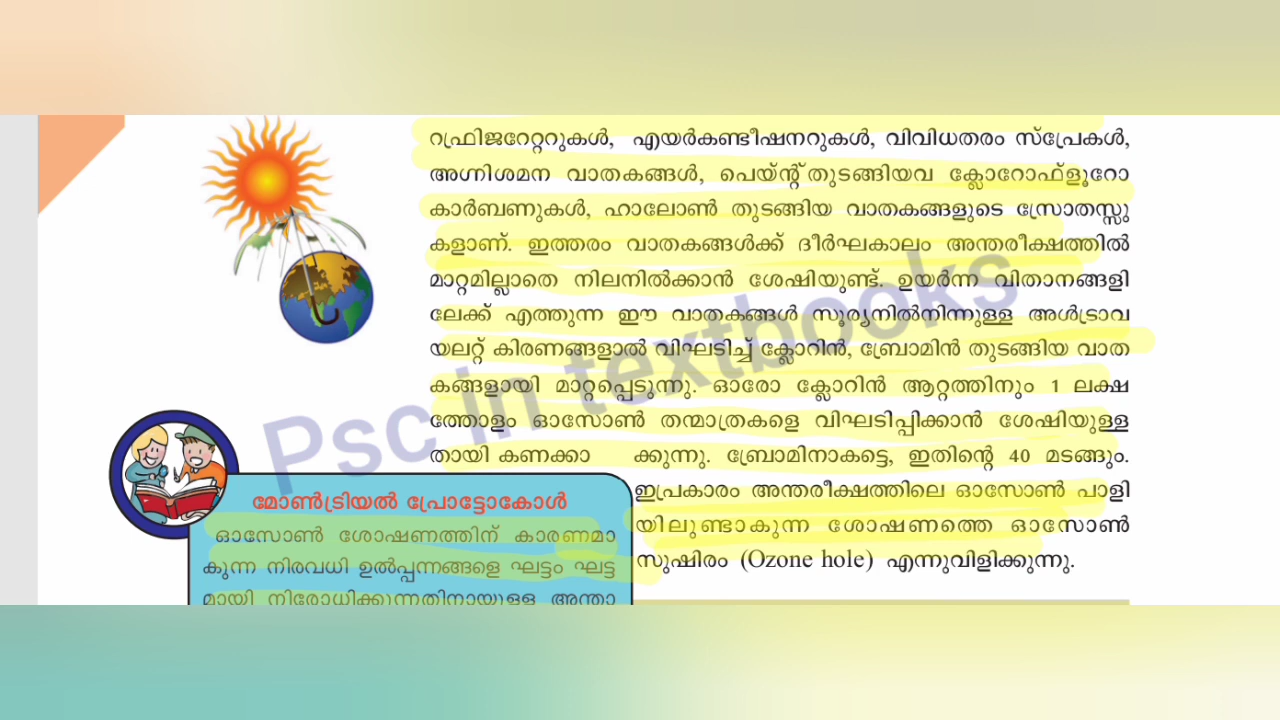 റഫ്രിജറേറ്ററുകൾ, എയർകണ്ടീഷനറുകൾ, വിവിധതരം സ്പ്രേകൾ,
അഗ്നിശമന വാതകങ്ങൾ, പെയ്ന്റ് തുടങ്ങിയവ ക്ലോറോഫ്ളൂറോ
കാർബണുകൾ, ഹാലോൺ തുടങ്ങിയ വാതകങ്ങളുടെ സ്രോതസ്സു
കളാണ്. ഇത്തരം വാതകങ്ങൾക്ക് ദീർഘകാലം അന്തരീക്ഷത്തിൽ
മാറ്റമില്ലാതെ നിലനിൽക്കാൻ ശേഷിയുണ്ട്. ഉയർന്ന വിതാനങ്ങളി
ലേക്ക് എത്തുന്ന ഈ വാതകങ്ങൾ സൂര്യനിൽനിന്നുള്ള അൾട്രാവ
യലറ്റ് കിരണങ്ങളാൽ വിഘടിച്ച് ക്ലോറിൻ, ബ്രോമിൻ തുടങ്ങിയ വാത
കങ്ങളായി മാറ്റപ്പെടുന്നു. ഓരോ ക്ലോറിൻ ആറ്റത്തിനും 1 ലക്ഷ
ത്തോളം ഓസോൺ തന്മാത്രകളെ വിഘടിപ്പിക്കാൻ ശേഷിയുള്ള
തായി കണക്കാ ക്കുന്നു. ബ്രോമിനാകട്ടെ, ഇതിന്റെ 40 മടങ്ങും.
ഇപ്രകാരം അന്തരീക്ഷത്തിലെ ഓസോൺ പാളി
യിലുണ്ടാകുന്ന ശോഷണത്തെ ഓസോൺ
സുഷിരം (Ozone hole) എന്നുവിളിക്കുന്നു.
മോൺട്രിയൽ പ്രോട്ടോകോൾ
ഓസോൺ ശോഷണത്തിന് കാരണമാ
കുന്ന നിരവധി ഉൽപ്പന്നങ്ങളെ ഘട്ടം ഘട്ട
മായി നിരോധിക്കുന്നതിനായുള്ള അന്താ
Psc in textbooks